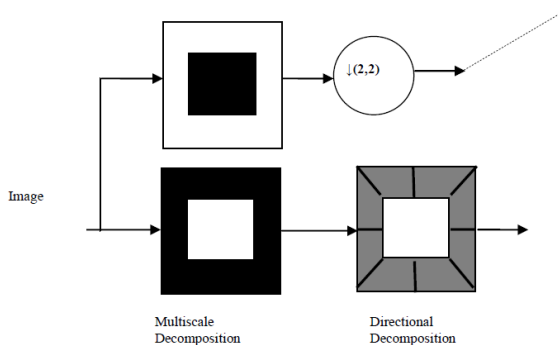 ↓(2,2)
Image
Multiscale
Decomposition
Directional
Decomposition